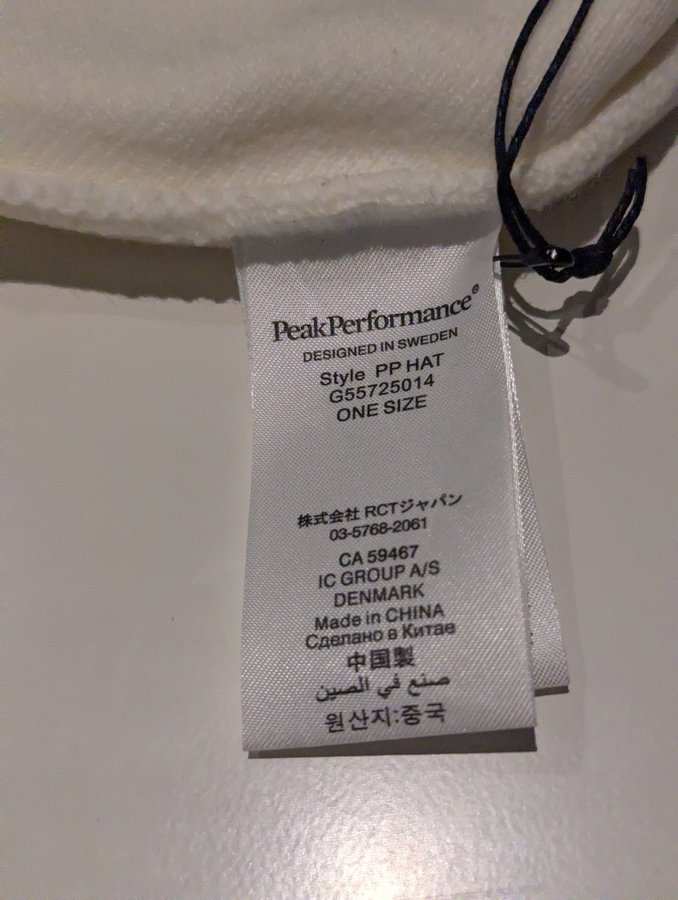 PeakPerformance®
DESIGNED IN SWEDEN
Style PP HAT
G55725014
ONE SIZE
株式会社 RCTジャパン
03-5768-2061
CA 59467
IC GROUP A/S
DENMARK
Made in CHINA
Сделано в Китае
中国製
صنع في الصين
원산지:중국